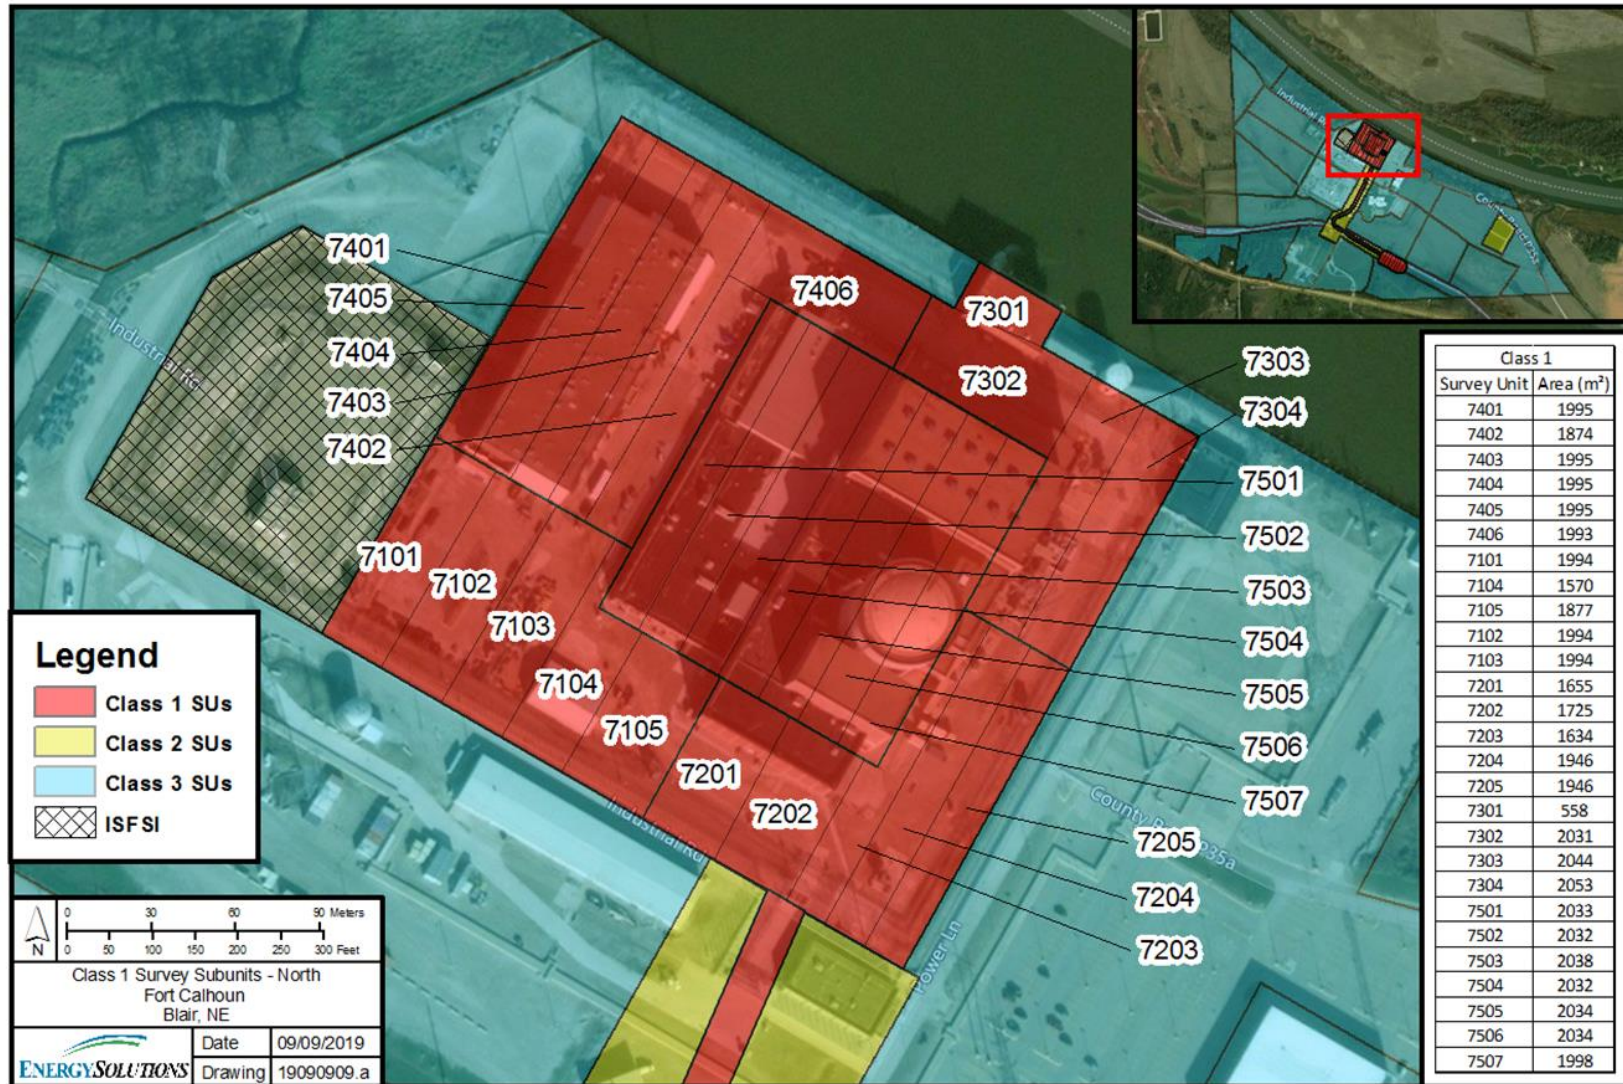 Industrial R
County Road P35a
7401
7405
7404
7403
7402
7406
7301
7302
7303
7304
7501
7502
7503
7504
7505
7506
7507
7205
7204
7203
7101
7102
7103
7104
7105
7201
7202
Industrial Rd
Industrial Rd
County
35a
Power Ln
Legend
Class 1 SUs
Class 2 SUs
Class 3 SUs
ISFSI
N
0 30 60 90 Meters
0 50 100 150 200 250 300 Feet
Class 1 Survey Subunits - North
Fort Calhoun
Blair, NE
ENERGYSOLUTIONS
Date 09/09/2019
Drawing 19090909.a
Class 1
Survey Unit Area (m²)
7401 1995
7402 1874
7403 1995
7404 1995
7405 1995
7406 1993
7101 1994
7104 1570
7105 1877
7102 1994
7103 1994
7201 1655
7202 1725
7203 1634
7204 1946
7205 1946
7301 558
7302 2031
7303 2044
7304 2053
7501 2033
7502 2032
7503 2038
7504 2032
7505 2034
7506 2034
7507 1998